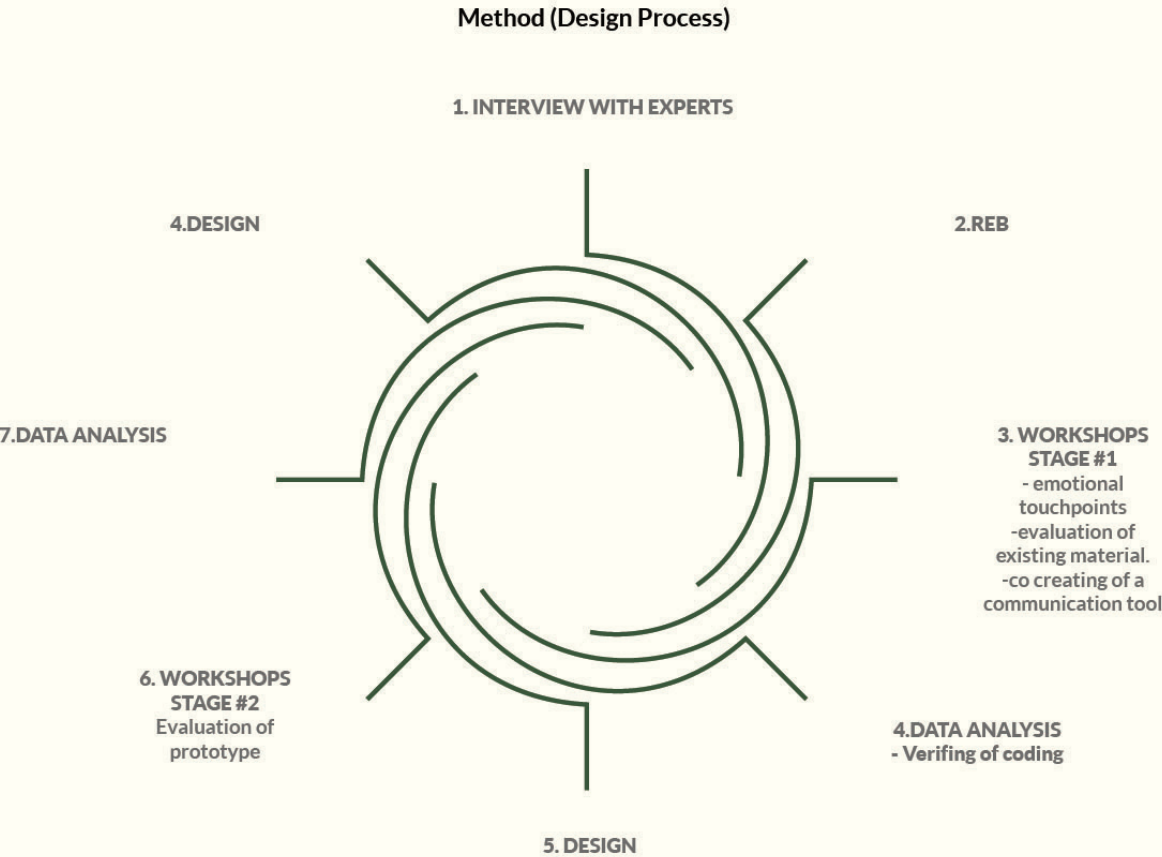 Method (Design Process)
1. INTERVIEW WITH EXPERTS
2.REB
3. WORKSHOPS
STAGE #1
- emotional
touchpoints
-evaluation of
existing material.
-co creating of a
communication tool
4.DATA ANALYSIS
- Verifing of coding
5. DESIGN
6. WORKSHOPS
STAGE #2
Evaluation of
prototype
7.DATA ANALYSIS
4.DESIGN